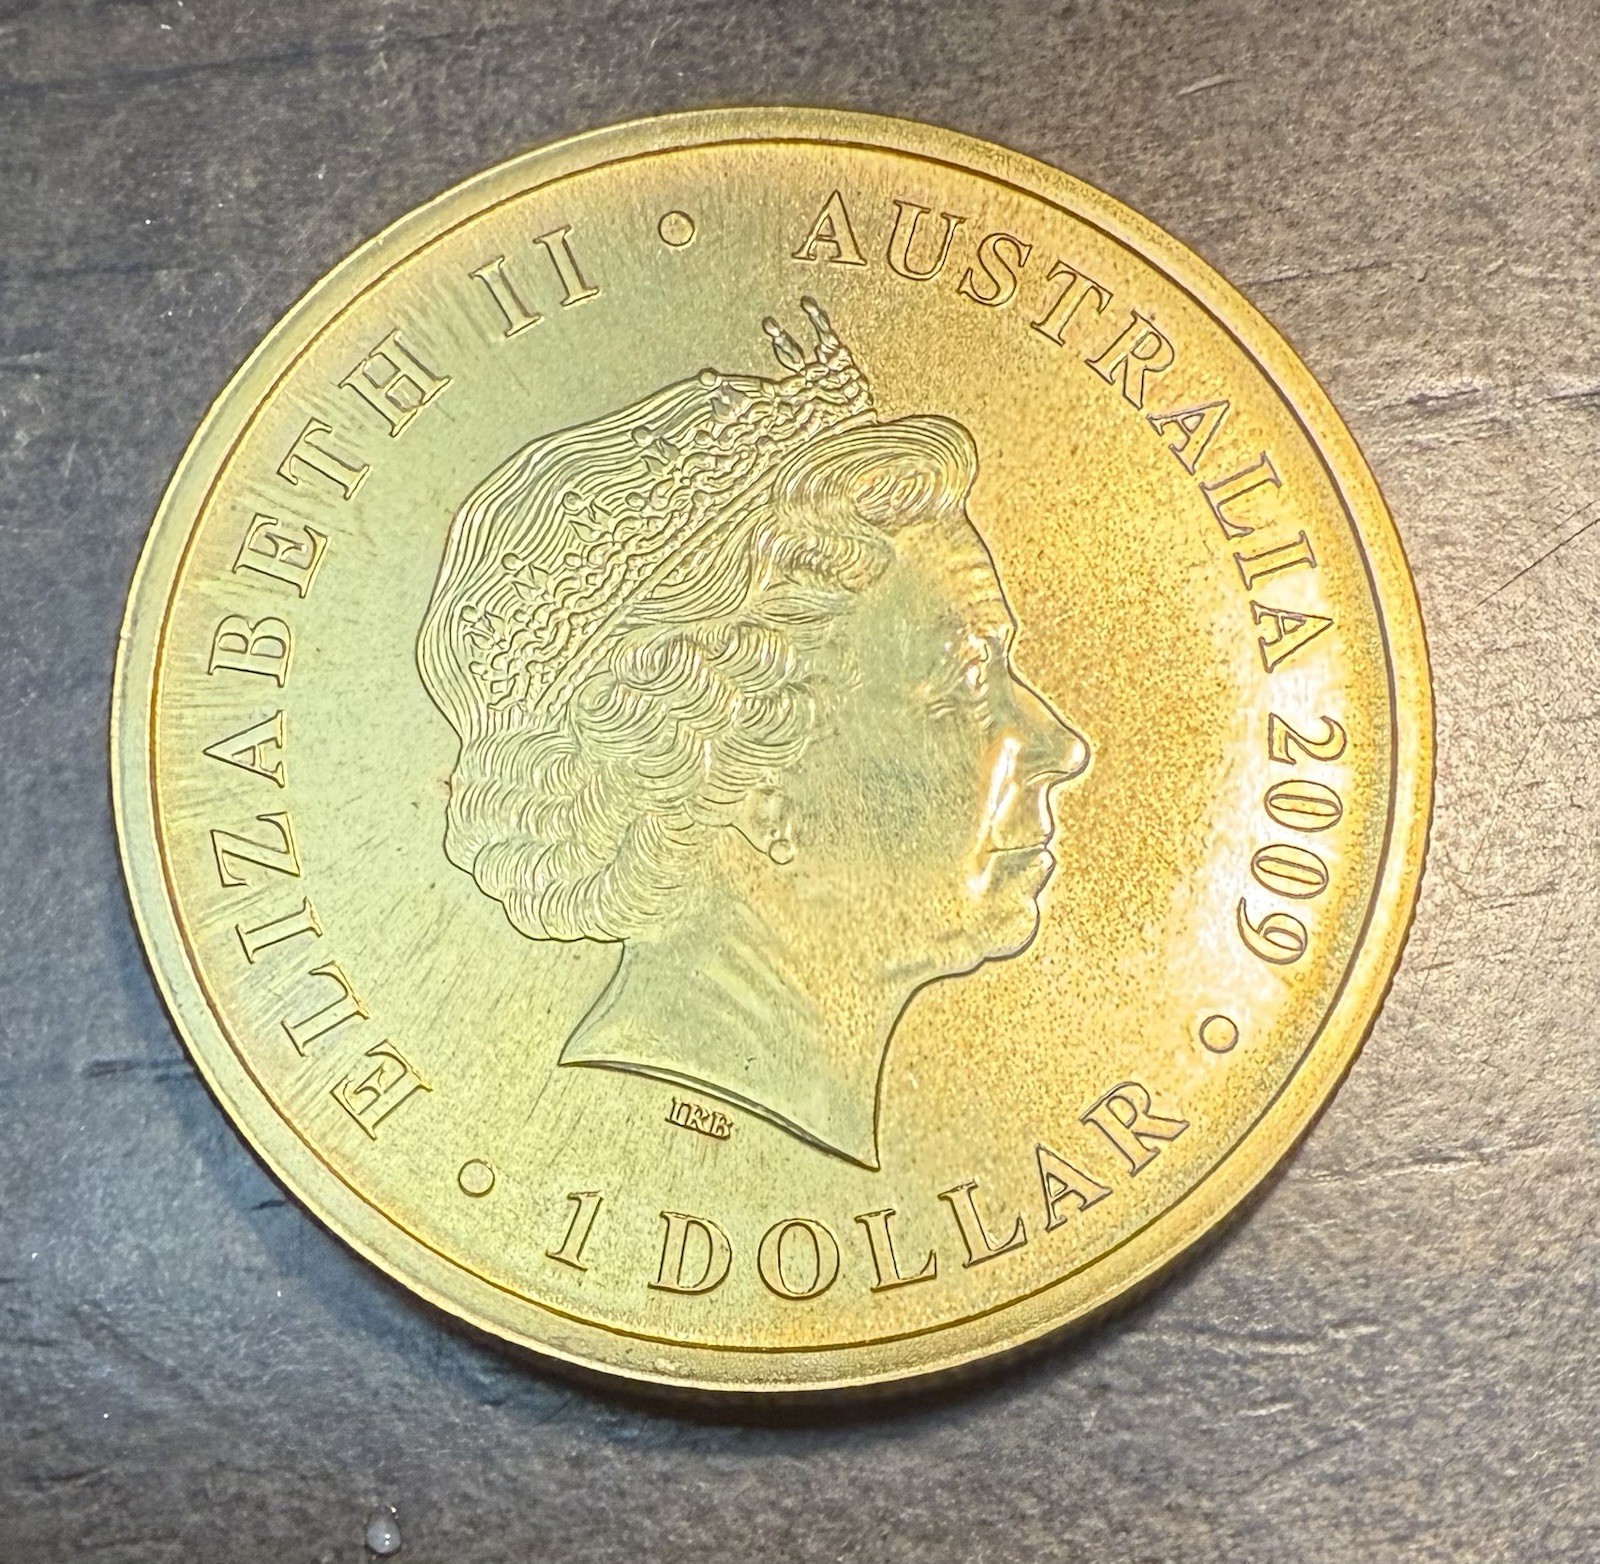 ELIZABETH II • AUSTRALIA 2009 • 1 DOLLAR •
IRB